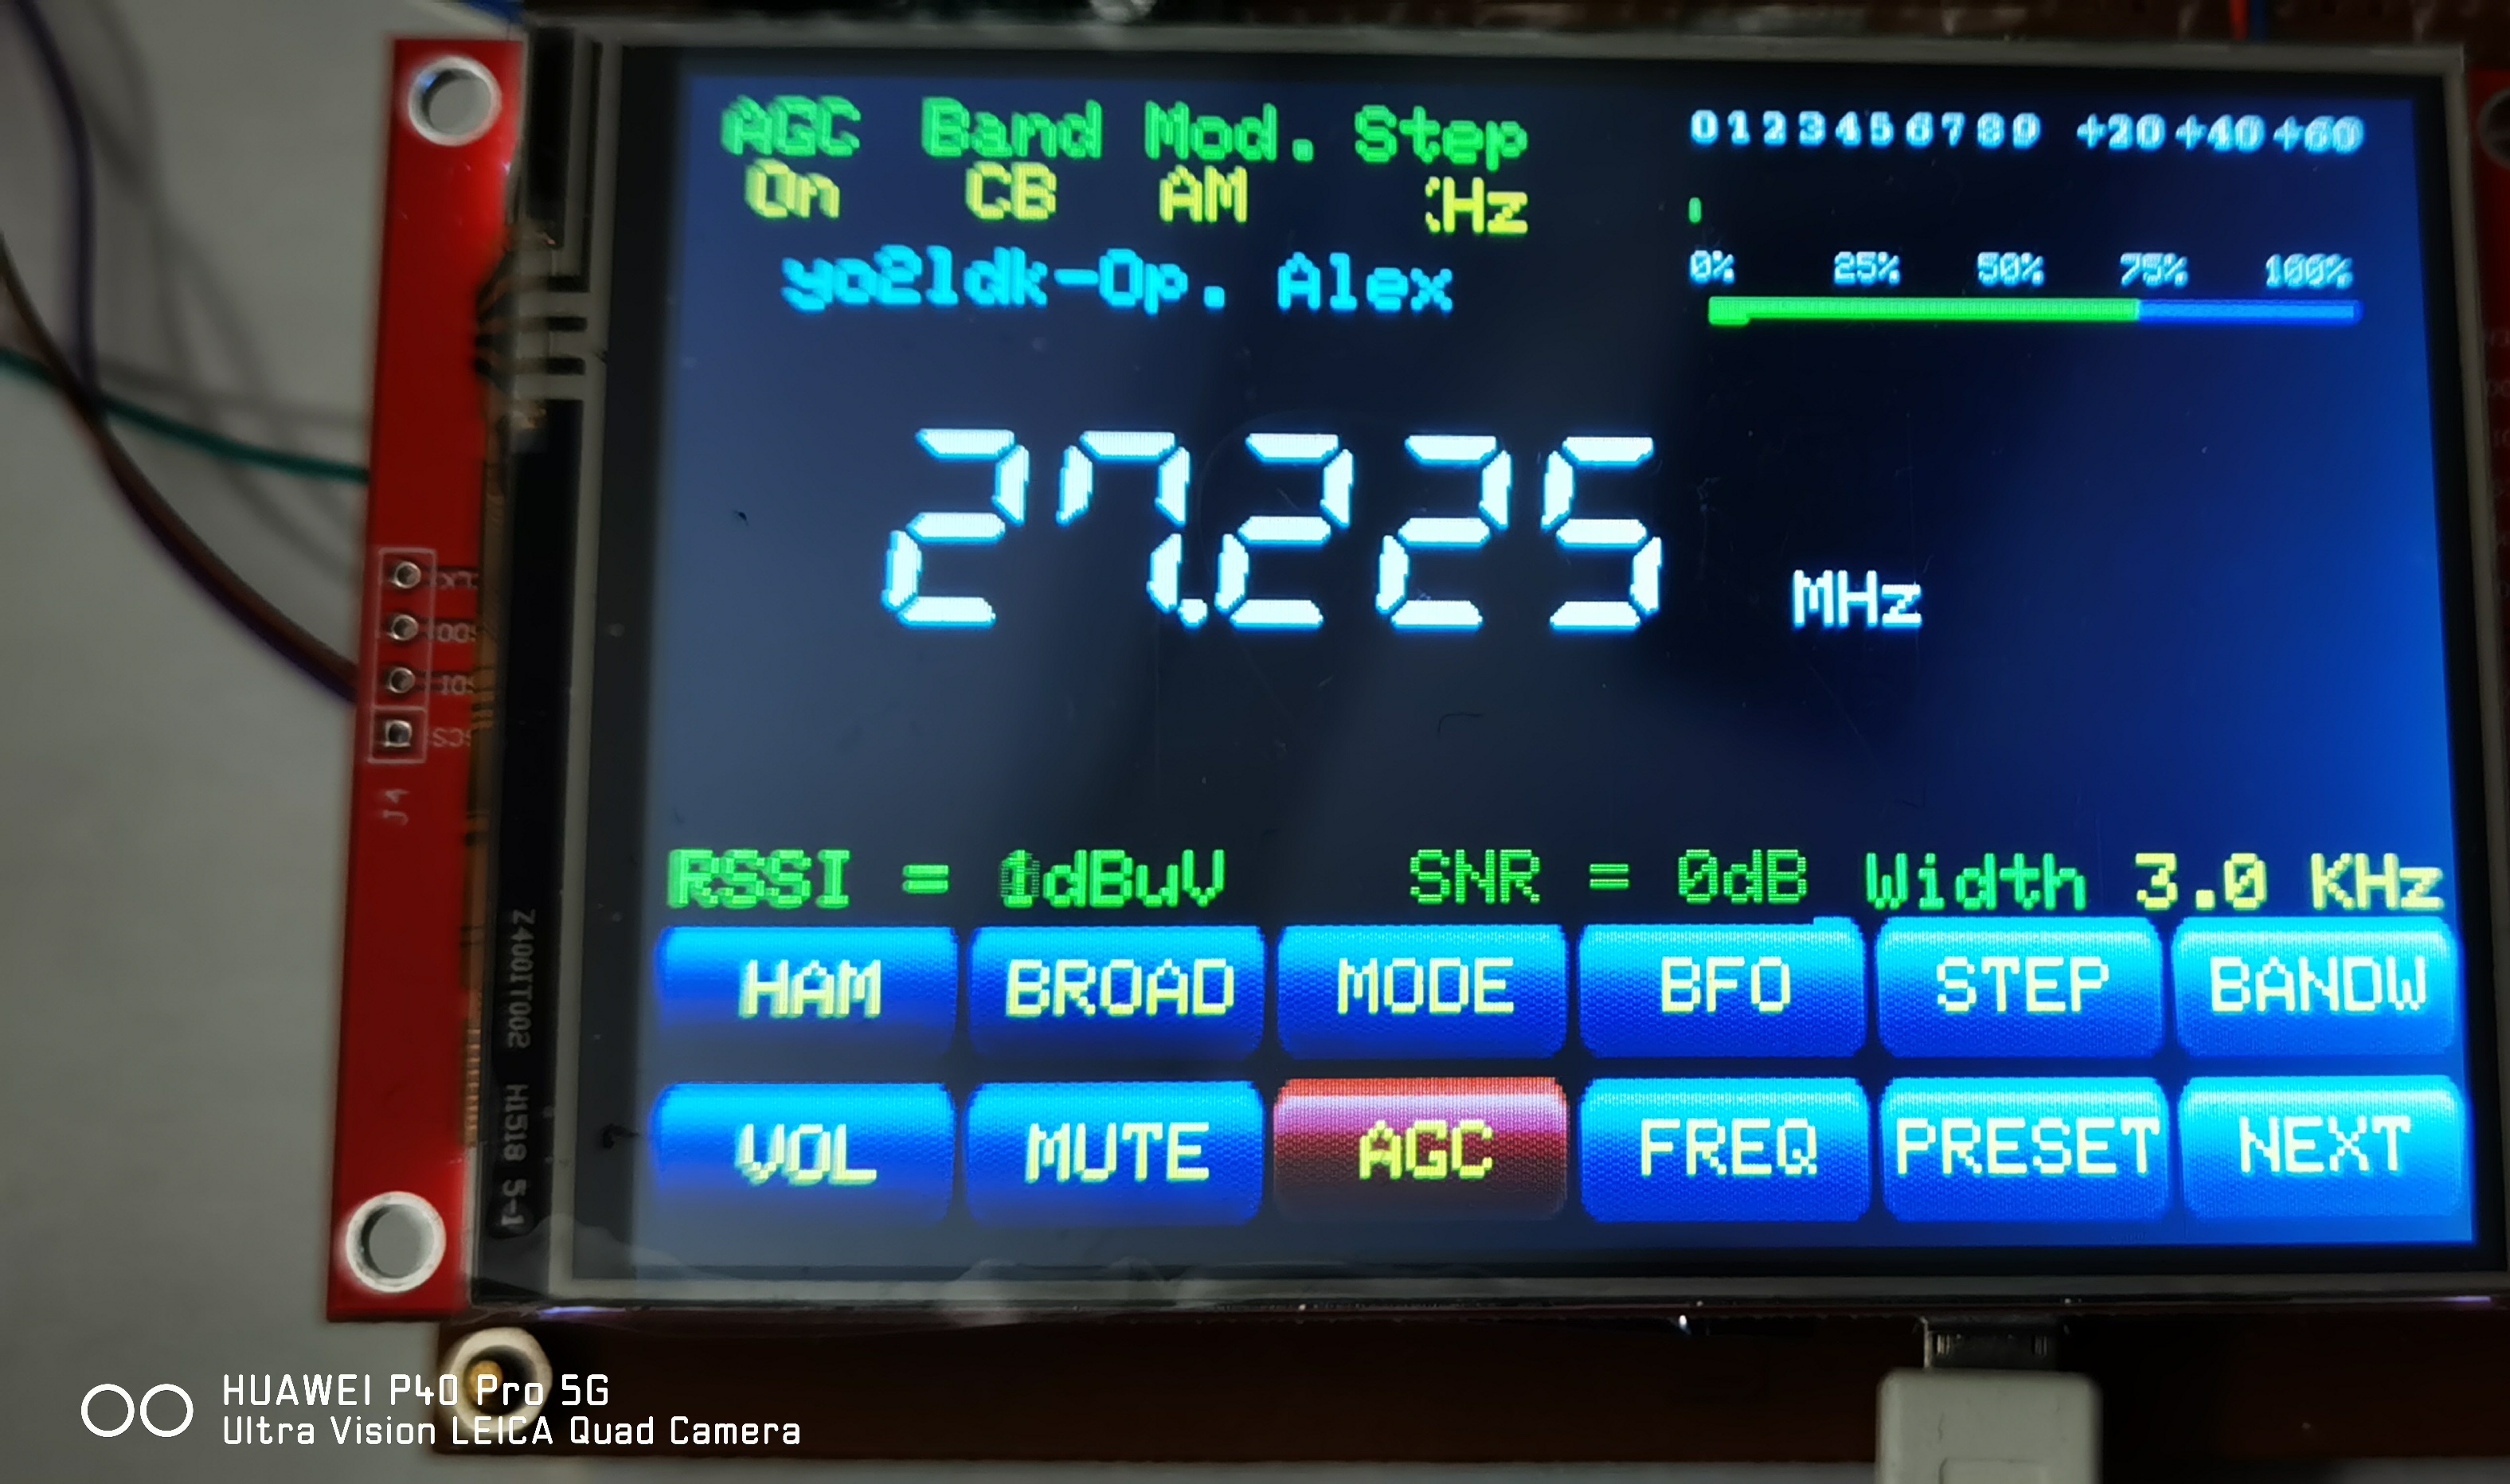 AGC Band Mod. Step
On CB AM Hz
0 1 2 3 4 5 6 7 8 9 +20 +40 +60
yo2ldk-Op. Alex
0% 25% 50% 75% 100%
27.225 MHz
RSSI = dBuV SNR = 0dB Width 3.0 KHz
HAM BROAD MODE BFO STEP BANDW
VOL MUTE AGC FREQ PRESET NEXT
J4
Z400IT002 H1518 5-1
HUAWEI P40 Pro 5G
Ultra Vision LEICA Quad Camera